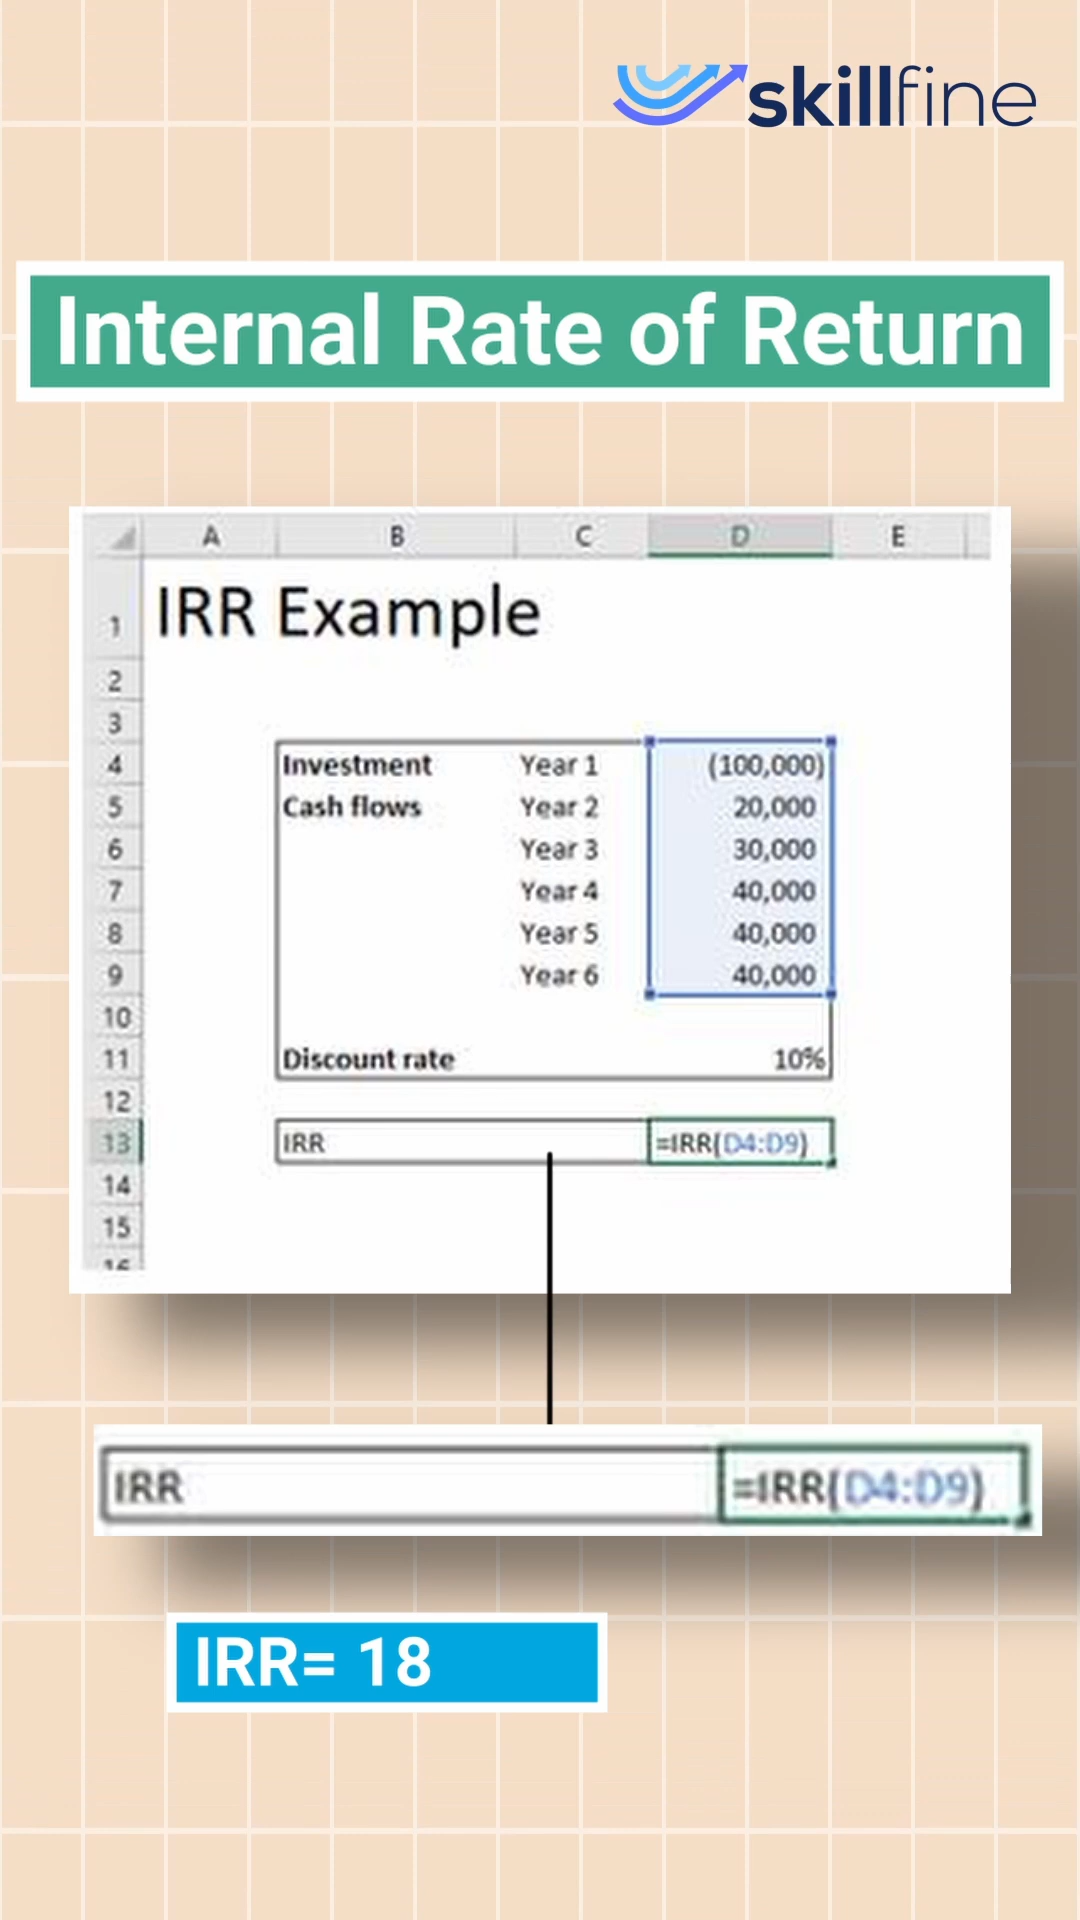 skillfine
Internal Rate of Return
A B C D E
1 IRR Example
2
3
4 Investment Year 1 (100,000)
5 Cash flows Year 2 20,000
6 Year 3 30,000
7 Year 4 40,000
8 Year 5 40,000
9 Year 6 40,000
10
11 Discount rate 10%
12
13 IRR =IRR(D4:D9)
14
15
16
IRR =IRR(D4:D9)
IRR= 18